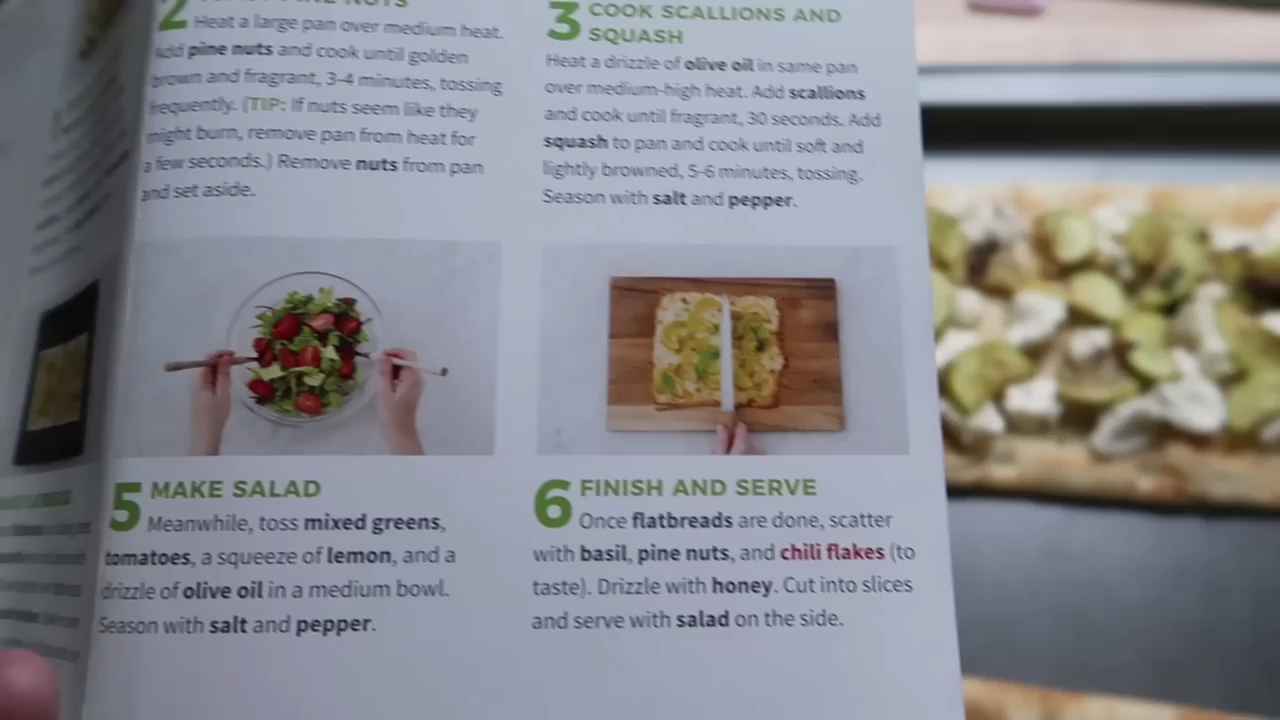 2
Heat a large pan over medium heat.
Add pine nuts and cook until golden
brown and fragrant, 3-4 minutes, tossing
frequently. (TIP: If nuts seem like they
might burn, remove pan from heat for
a few seconds.) Remove nuts from pan
and set aside.
3 COOK SCALLIONS AND
SQUASH
Heat a drizzle of olive oil in same pan
over medium-high heat. Add scallions
and cook until fragrant, 30 seconds. Add
squash to pan and cook until soft and
lightly browned, 5-6 minutes, tossing.
Season with salt and pepper.
5 MAKE SALAD
Meanwhile, toss mixed greens,
tomatoes, a squeeze of lemon, and a
drizzle of olive oil in a medium bowl.
Season with salt and pepper.
6 FINISH AND SERVE
Once flatbreads are done, scatter
with basil, pine nuts, and chili flakes (to
taste). Drizzle with honey. Cut into slices
and serve with salad on the side.